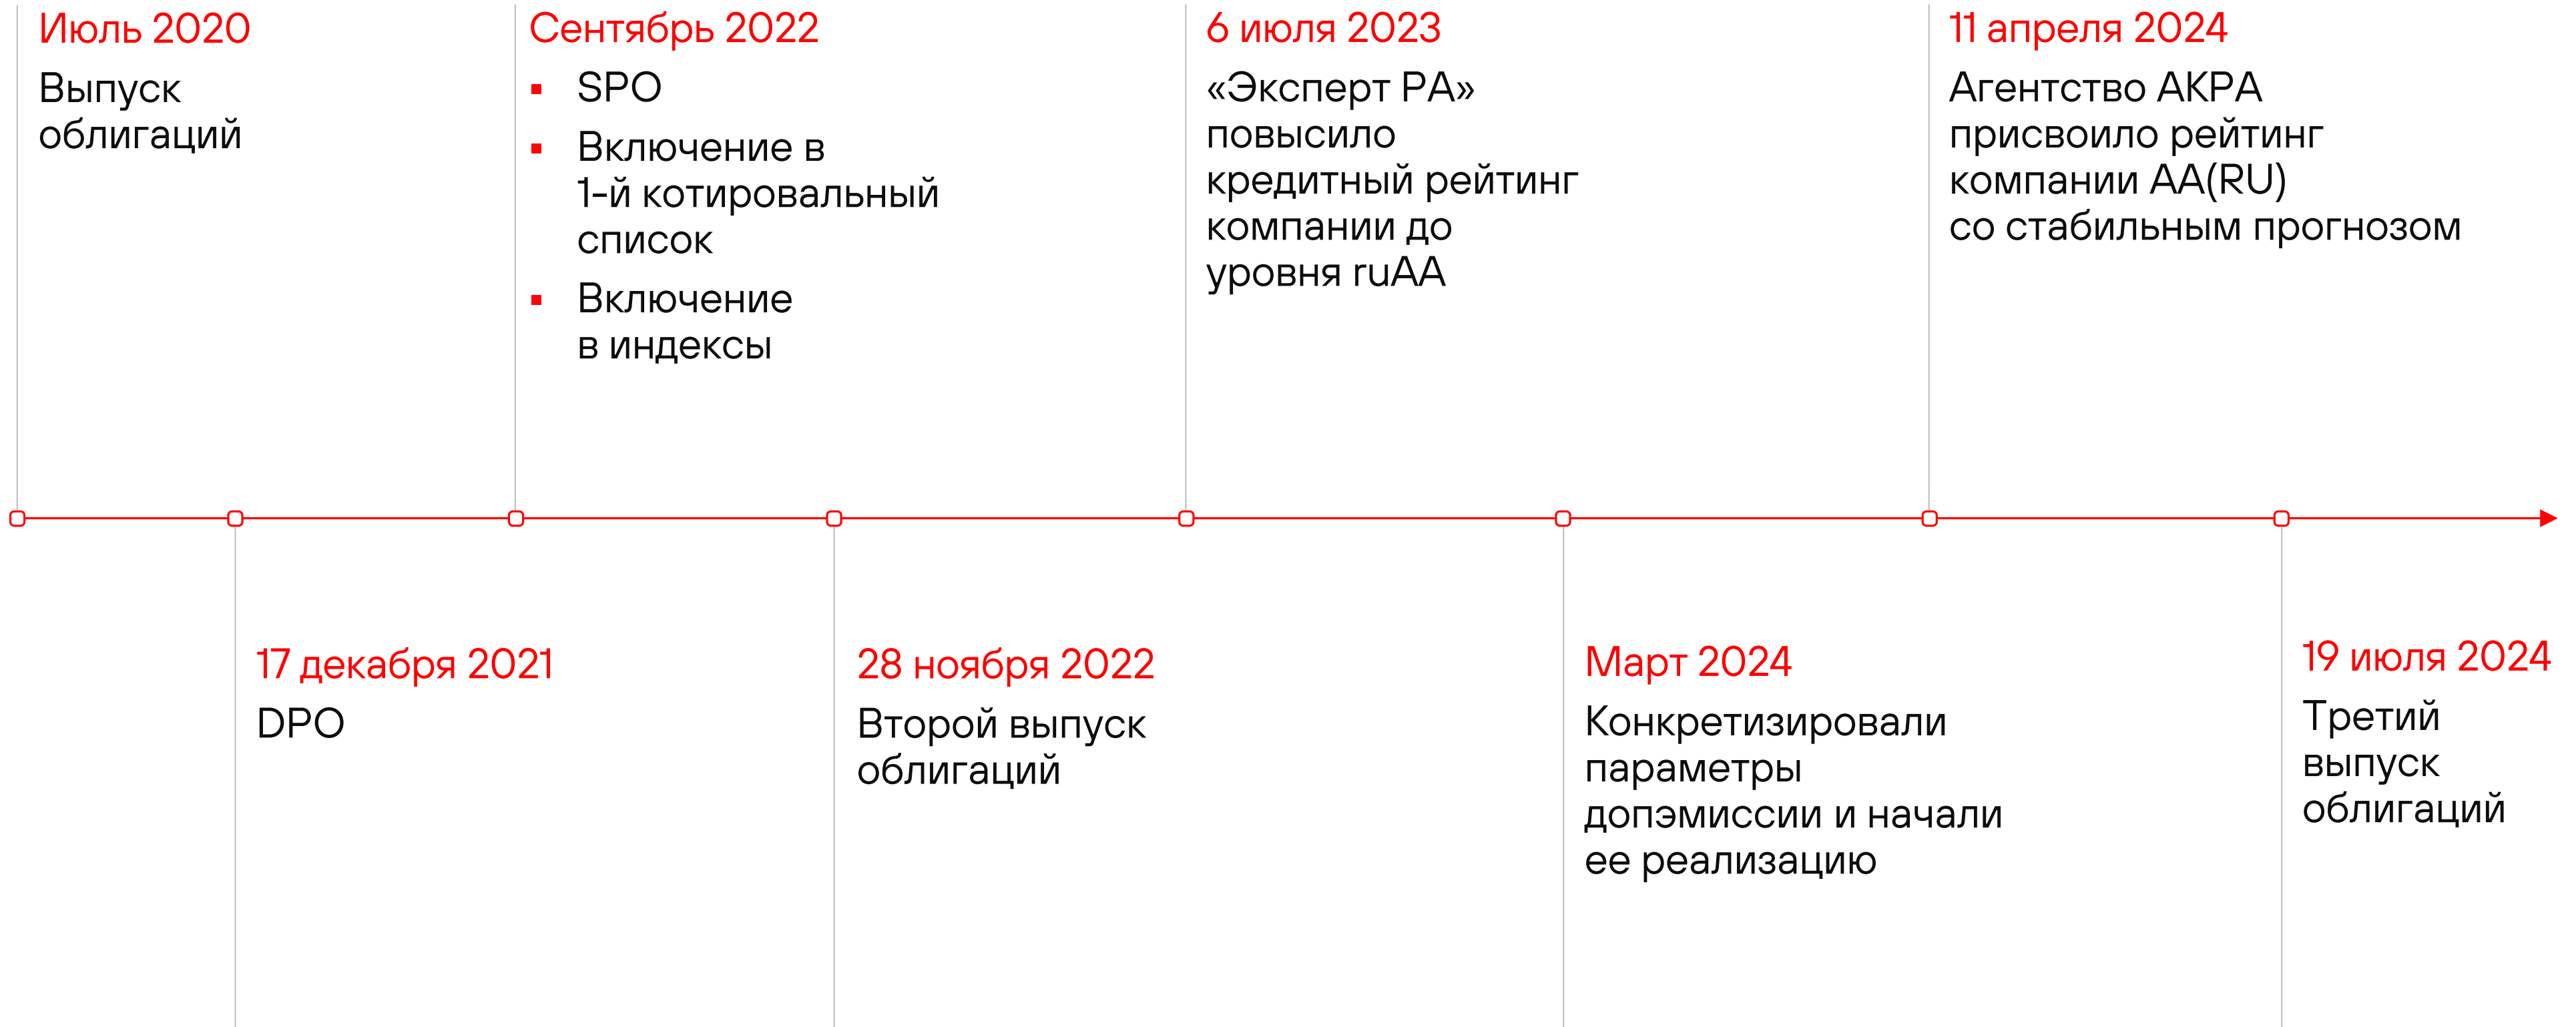 Июль 2020
Выпуск
облигаций
Сентябрь 2022
▪ SPO
▪ Включение в
1-й котировальный
список
▪ Включение
в индексы
6 июля 2023
«Эксперт РА»
повысило
кредитный рейтинг
компании до
уровня ruAA
11 апреля 2024
Агентство АКРА
присвоило рейтинг
компании AA(RU)
со стабильным прогнозом
17 декабря 2021
DPO
28 ноября 2022
Второй выпуск
облигаций
Март 2024
Конкретизировали
параметры
допэмиссии и начали
ее реализацию
19 июля 2024
Третий
выпуск
облигаций